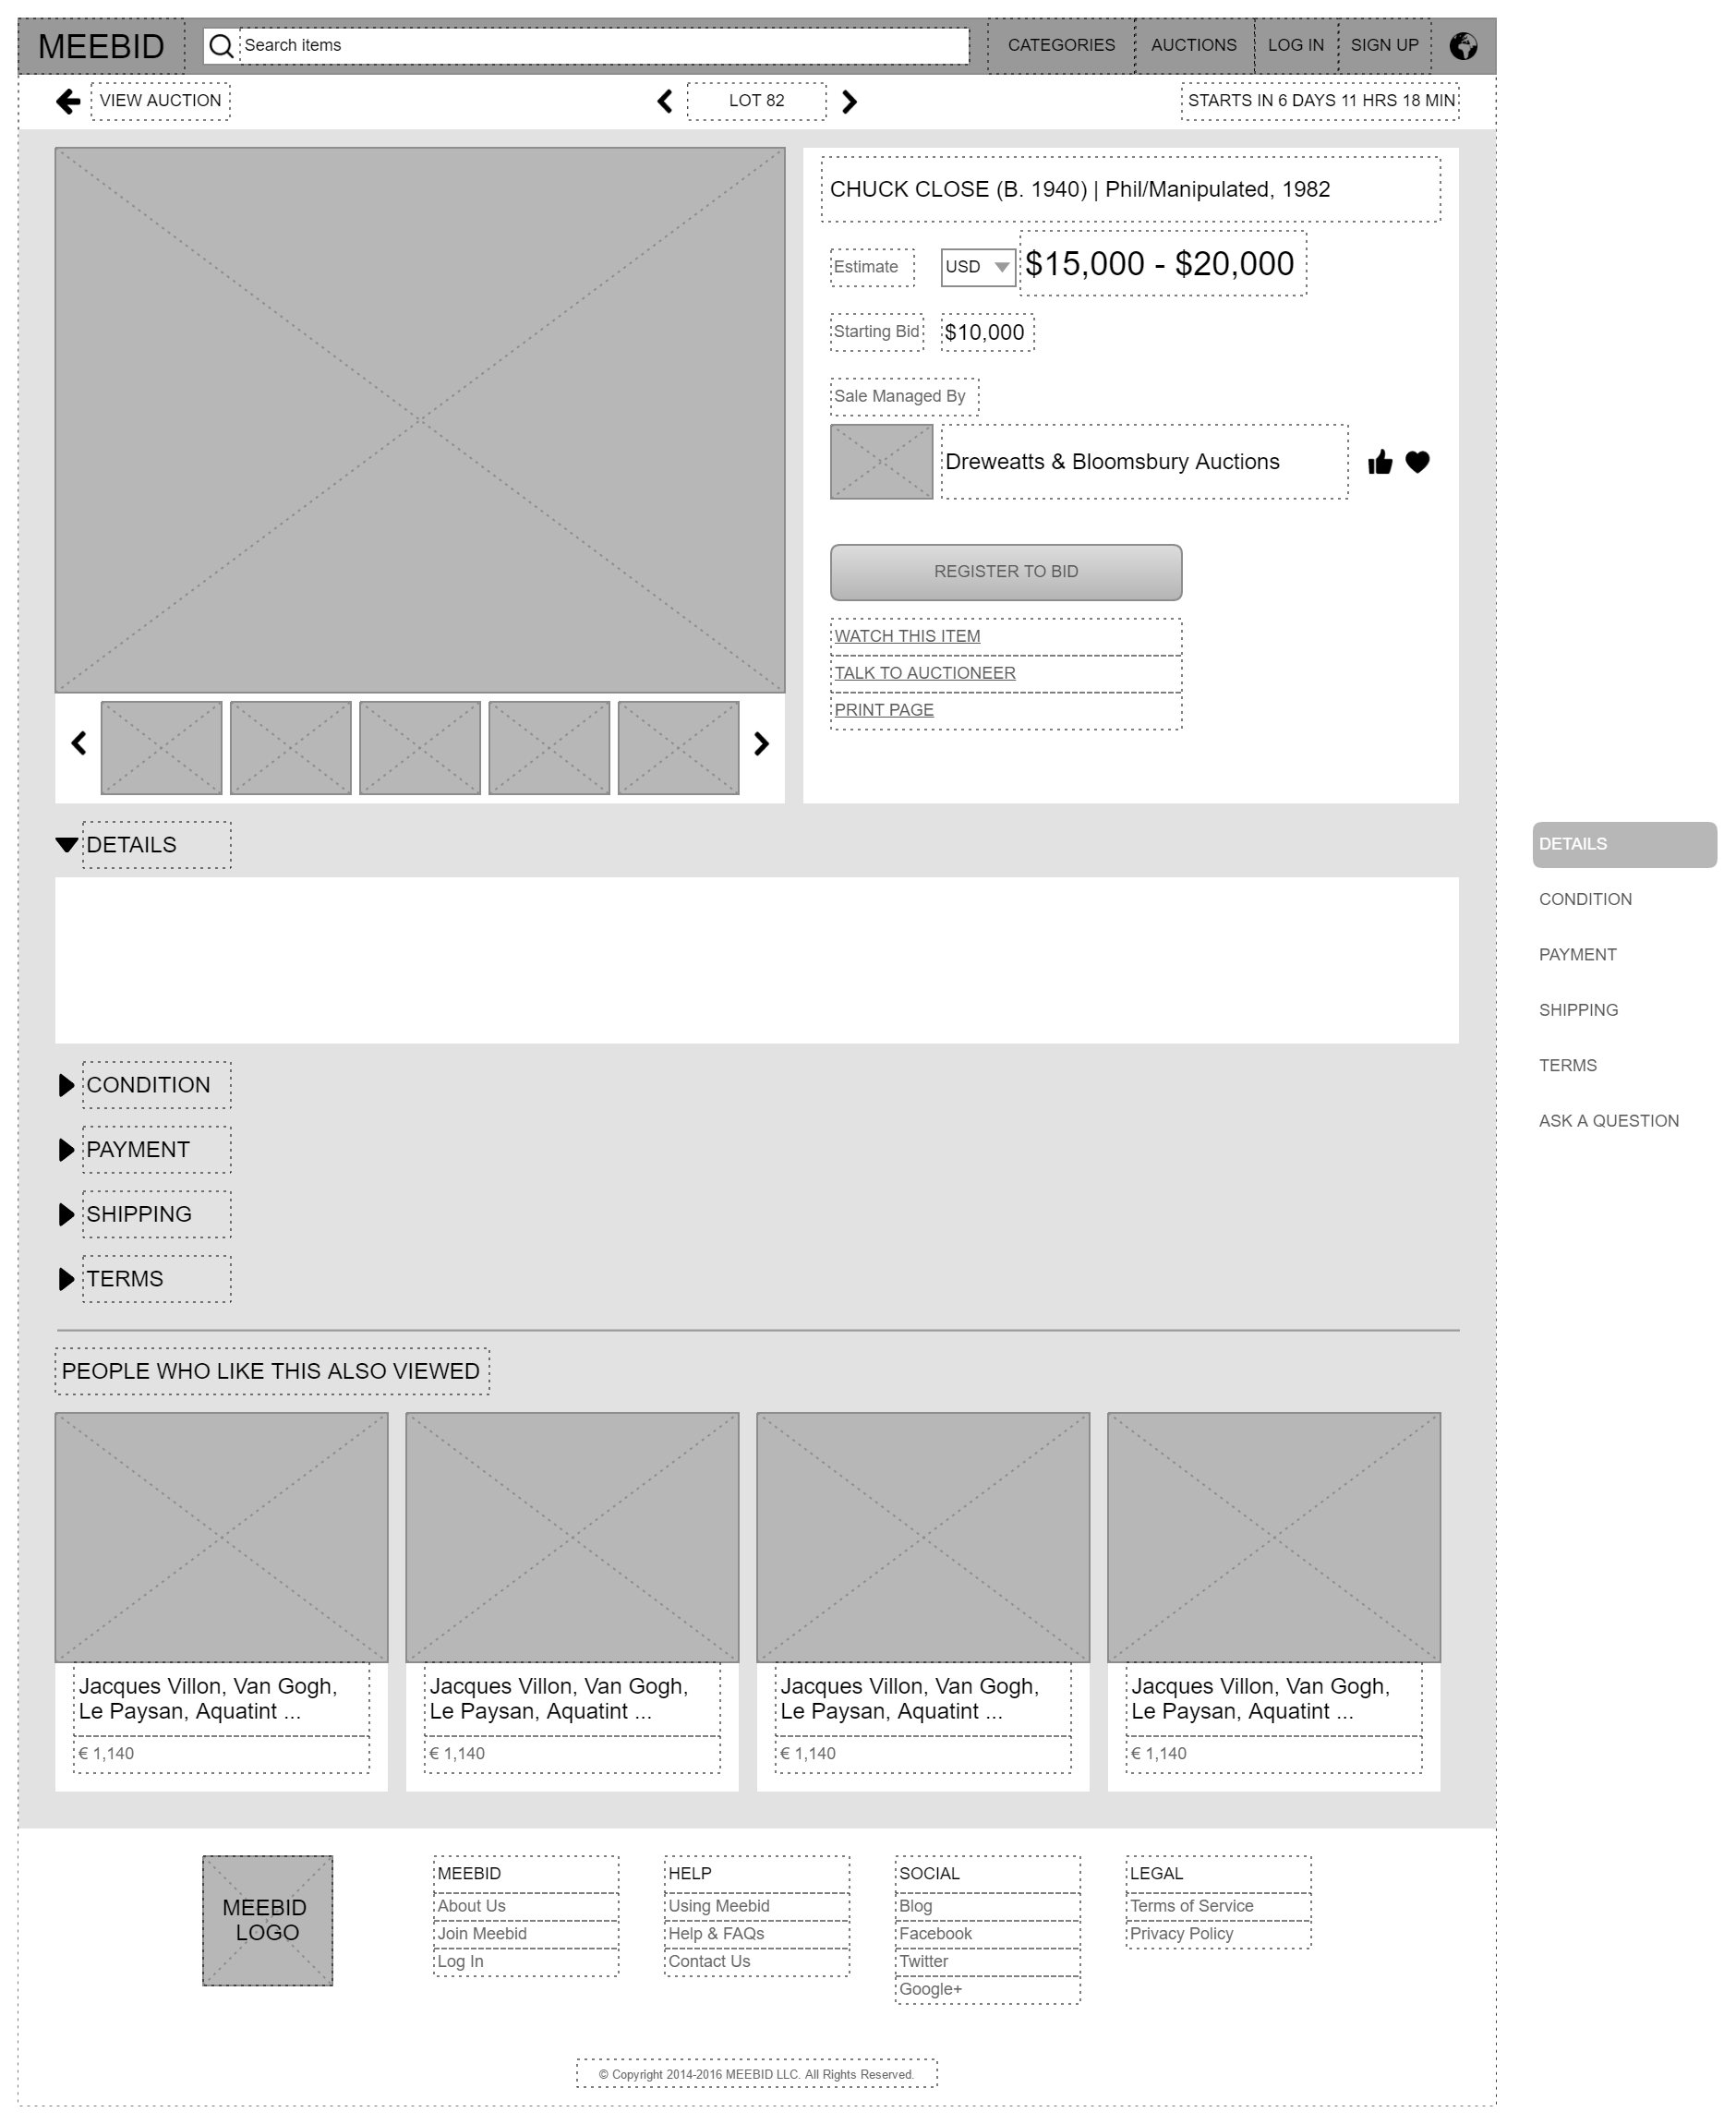 MEEBID
Search items
CATEGORIES
AUCTIONS
LOG IN
SIGN UP
VIEW AUCTION
LOT 82
STARTS IN 6 DAYS 11 HRS 18 MIN
CHUCK CLOSE (B. 1940) | Phil/Manipulated, 1982
Estimate
USD
$15,000 - $20,000
Starting Bid
$10,000
Sale Managed By
Dreweatts & Bloomsbury Auctions
REGISTER TO BID
WATCH THIS ITEM
TALK TO AUCTIONEER
PRINT PAGE
DETAILS
CONDITION
PAYMENT
SHIPPING
TERMS
DETAILS
CONDITION
PAYMENT
SHIPPING
TERMS
ASK A QUESTION
PEOPLE WHO LIKE THIS ALSO VIEWED
Jacques Villon, Van Gogh,
Le Paysan, Aquatint ...
€ 1,140
Jacques Villon, Van Gogh,
Le Paysan, Aquatint ...
€ 1,140
Jacques Villon, Van Gogh,
Le Paysan, Aquatint ...
€ 1,140
Jacques Villon, Van Gogh,
Le Paysan, Aquatint ...
€ 1,140
MEEBID
LOGO
MEEBID
About Us
Join Meebid
Log In
HELP
Using Meebid
Help & FAQs
Contact Us
SOCIAL
Blog
Facebook
Twitter
Google+
LEGAL
Terms of Service
Privacy Policy
© Copyright 2014-2016 MEEBID LLC. All Rights Reserved.